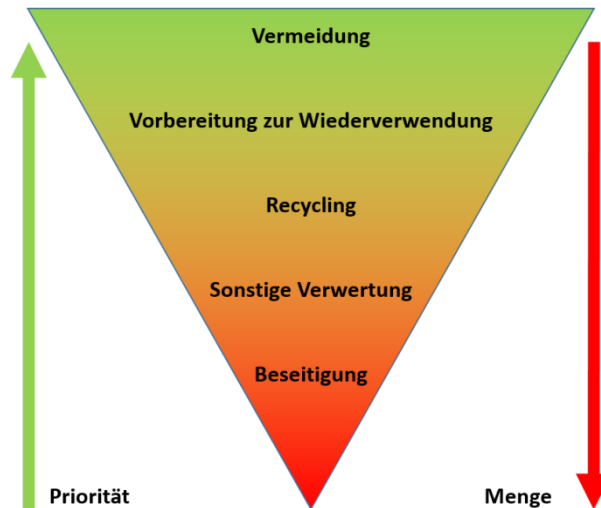 Vermeidung
Vorbereitung zur Wiederverwendung
Recycling
Sonstige Verwertung
Beseitigung
Priorität
Menge